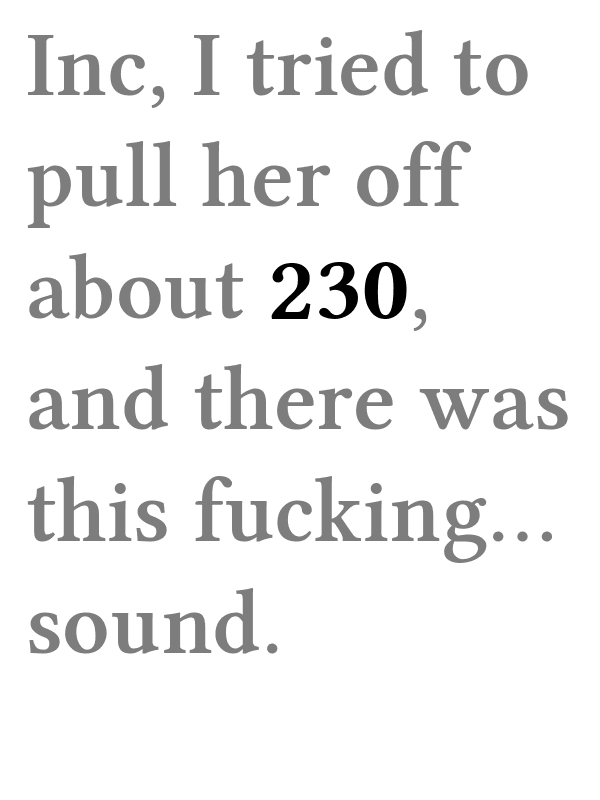 Inc, I tried to
pull her off
about 230,
and there was
this fucking...
sound.